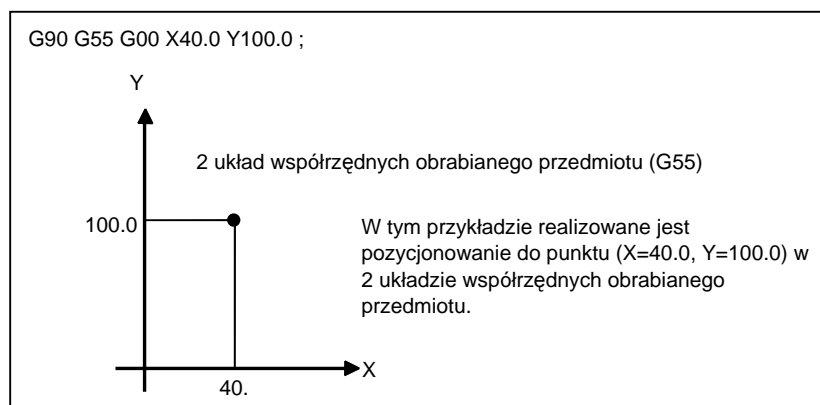 G90 G55 G00 X40.0 Y100.0 ;
Y
2 układ współrzędnych obrabianego przedmiotu (G55)
100.0
W tym przykładzie realizowane jest
pozycjonowanie do punktu (X=40.0, Y=100.0) w
2 układzie współrzędnych obrabianego
przedmiotu.
X
40.